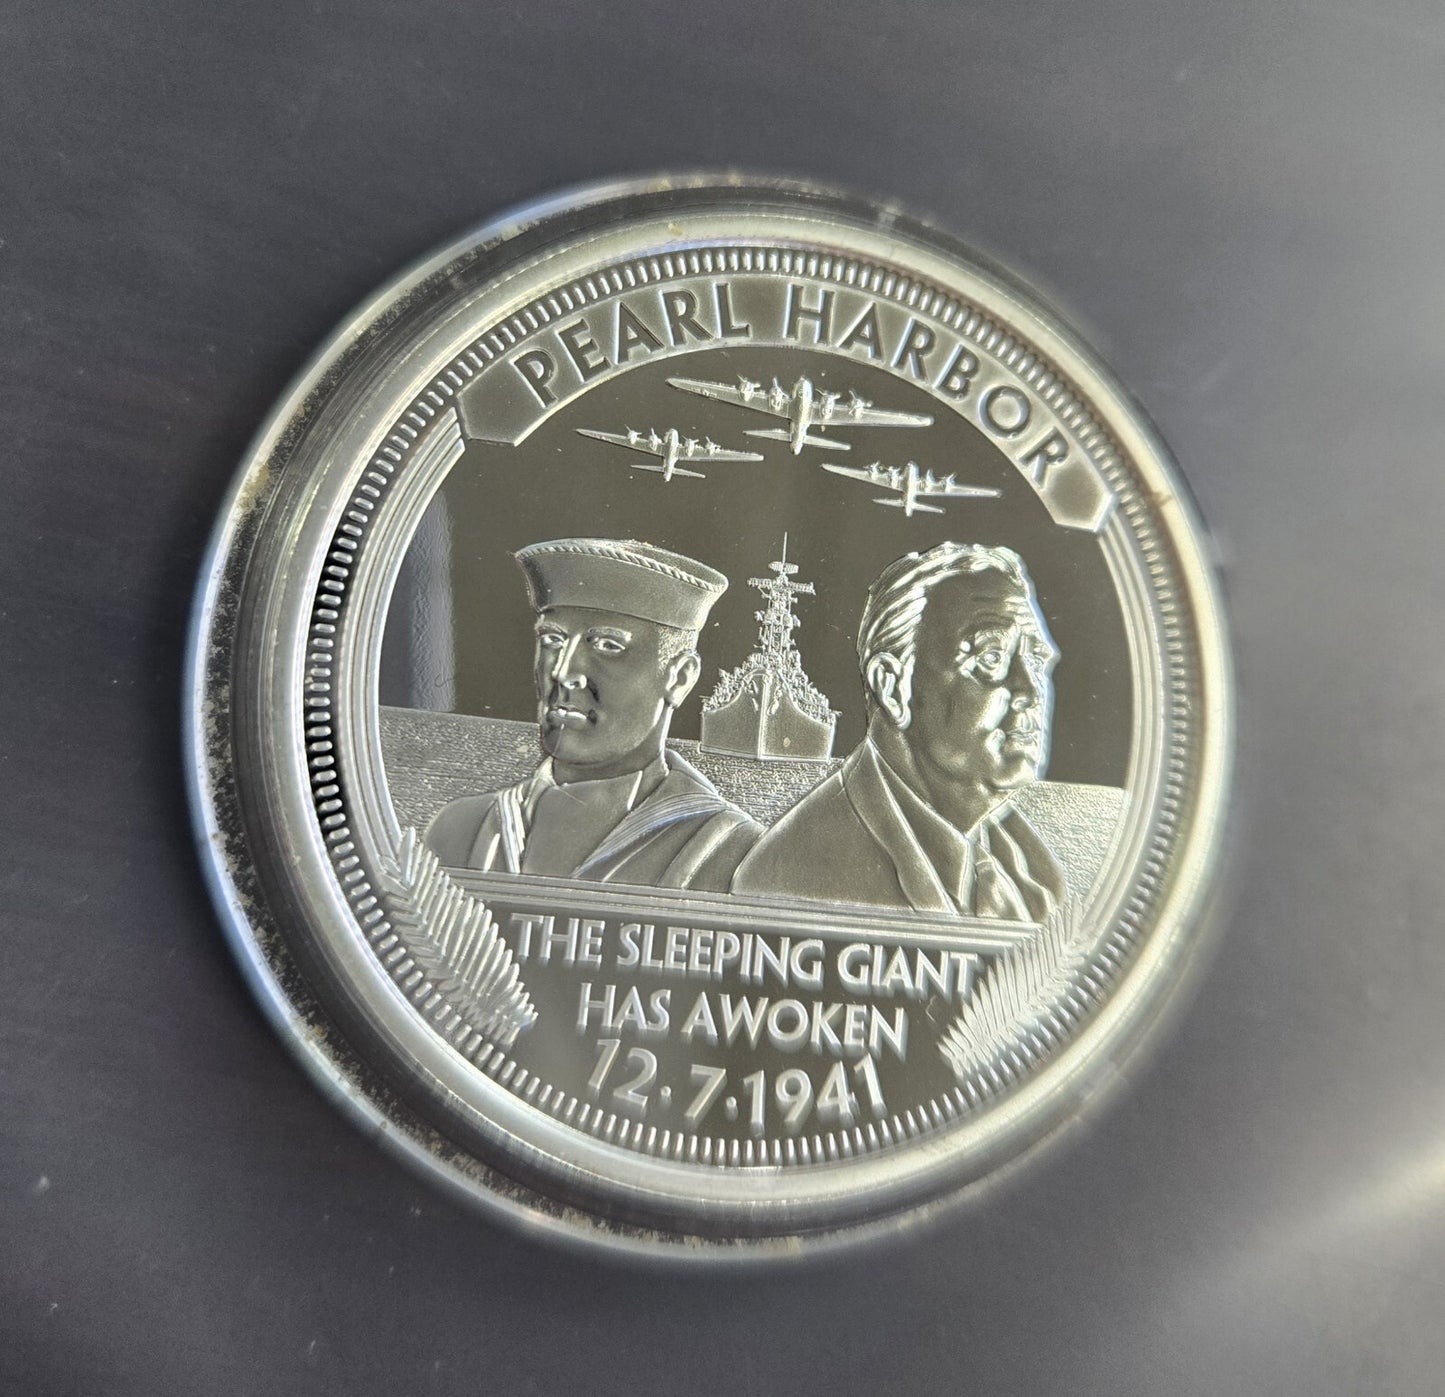 PEARL HARBOR
THE SLEEPING GIANT
HAS AWOKEN
12.7.1941